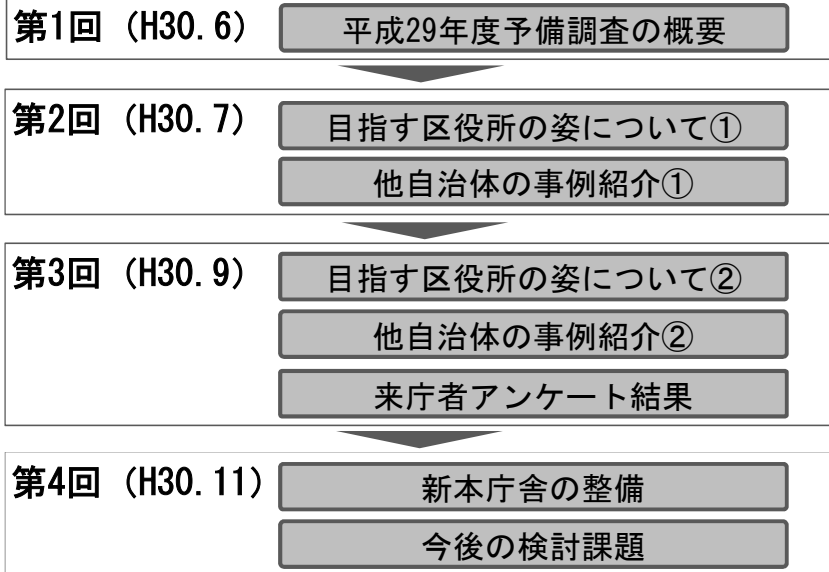 第1回 (H30.6) 平成29年度予備調査の概要
第2回 (H30.7) 目指す区役所の姿について①
他自治体の事例紹介①
第3回 (H30.9) 目指す区役所の姿について②
他自治体の事例紹介②
来庁者アンケート結果
第4回 (H30.11) 新本庁舎の整備
今後の検討課題